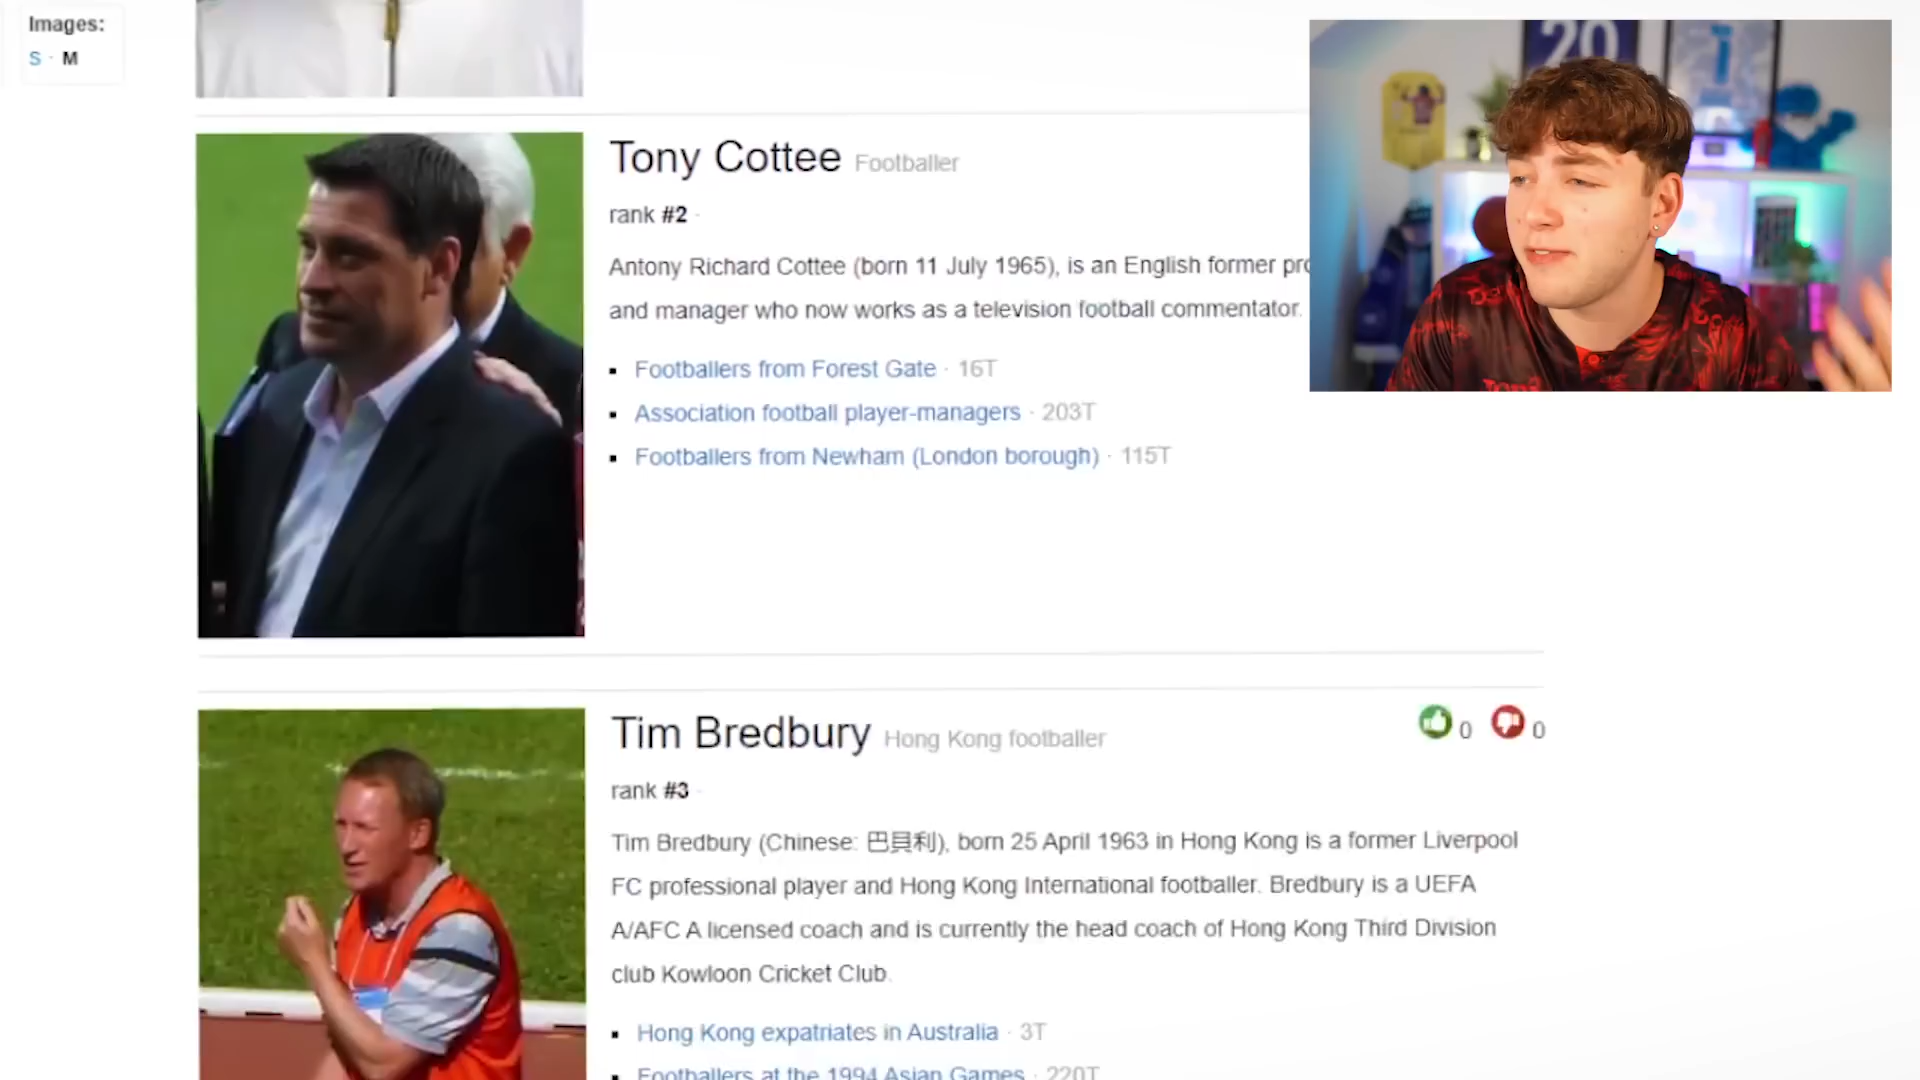 Images:
S · M
20
Tony Cottee Footballer
rank #2 ·
Antony Richard Cottee (born 11 July 1965), is an English former
and manager who now works as a television football commentator.
Footballers from Forest Gate · 16T
Association football player-managers · 203T
Footballers from Newham (London borough) · 115T
Tim Bredbury Hong Kong footballer
0 0
rank #3 ·
Tim Bredbury (Chinese: 巴貝利), born 25 April 1963 in Hong Kong is a former Liverpool
FC professional player and Hong Kong International footballer. Bredbury is a UEFA
A/AFC A licensed coach and is currently the head coach of Hong Kong Third Division
club Kowloon Cricket Club.
Hong Kong expatriates in Australia · 3T
Footballers at the 1994 Asian Games · 220T